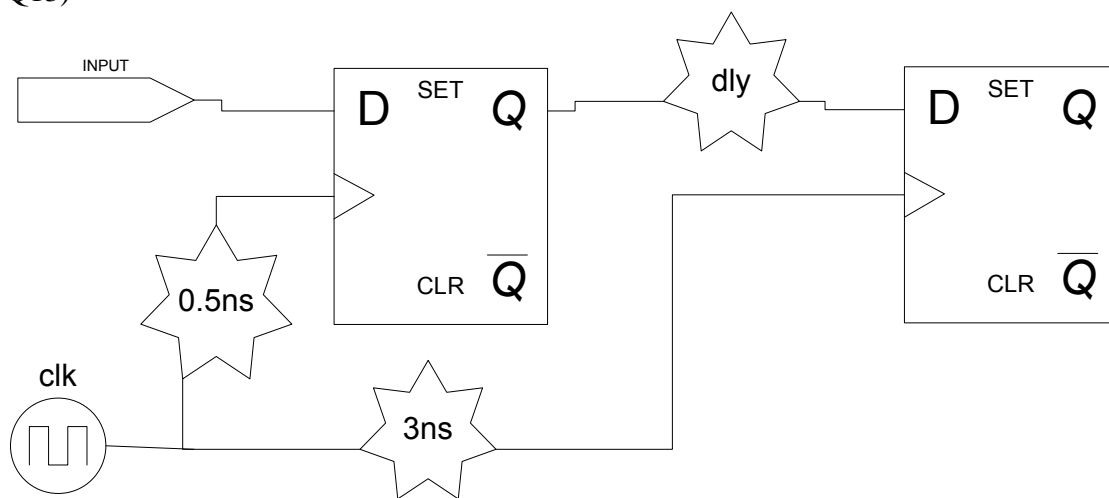 INPUT
D SET Q
dly
D SET Q
0.5ns
CLR Q
CLR Q
clk
3ns